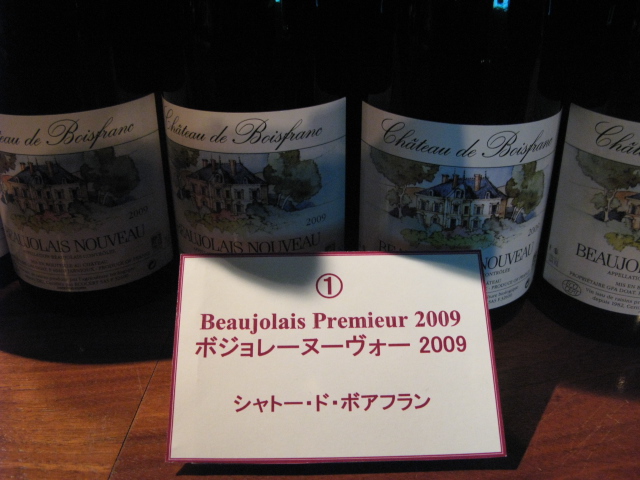 Château de Boisfranc
2009
BEAUJOLAIS NOUVEAU
Château de Boisfranc
2009
BEAUJOLAIS NOUVEAU
Château de Boisfranc
NOUVEAU
BEAUJOL
①
Beaujolais Premieur 2009
ボジョレーヌーヴォー 2009
シャトー・ド・ボアフラン